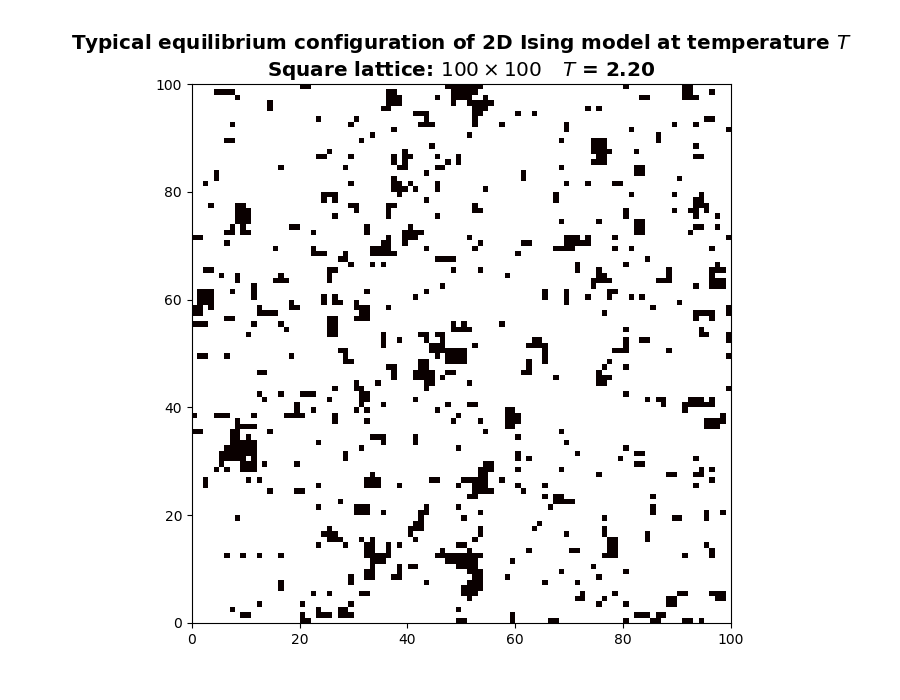 Typical equilibrium configuration of 2D Ising model at temperature T
Square lattice: 100 × 100 T = 2.20
100
80
60
40
20
0
0 20 40 60 80 100